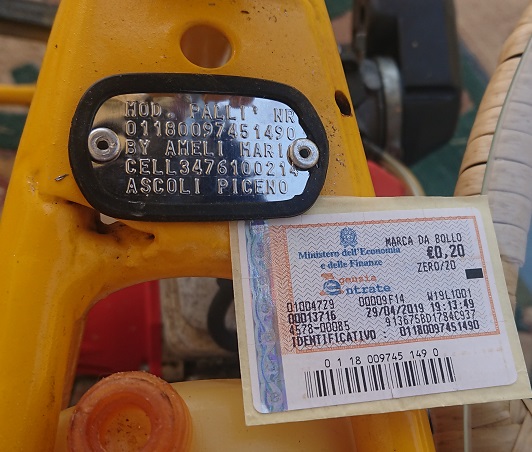 MOD. PALLI' NR
01180097451490
BY AMELI MARI
CELL3476100214
ASCOLI PICENO
Ministero dell'Economia
e delle Finanze
MARCA DA BOLLO
€0,20
ZERO/20
Agenzia
Entrate
01004729 00009F14 W19L1001
00013716 29/04/2019 19:13:49
4578-00085 913675BD1784C937
IDENTIFICATIVO : 01180097451490
0 1 18 009745 149 0